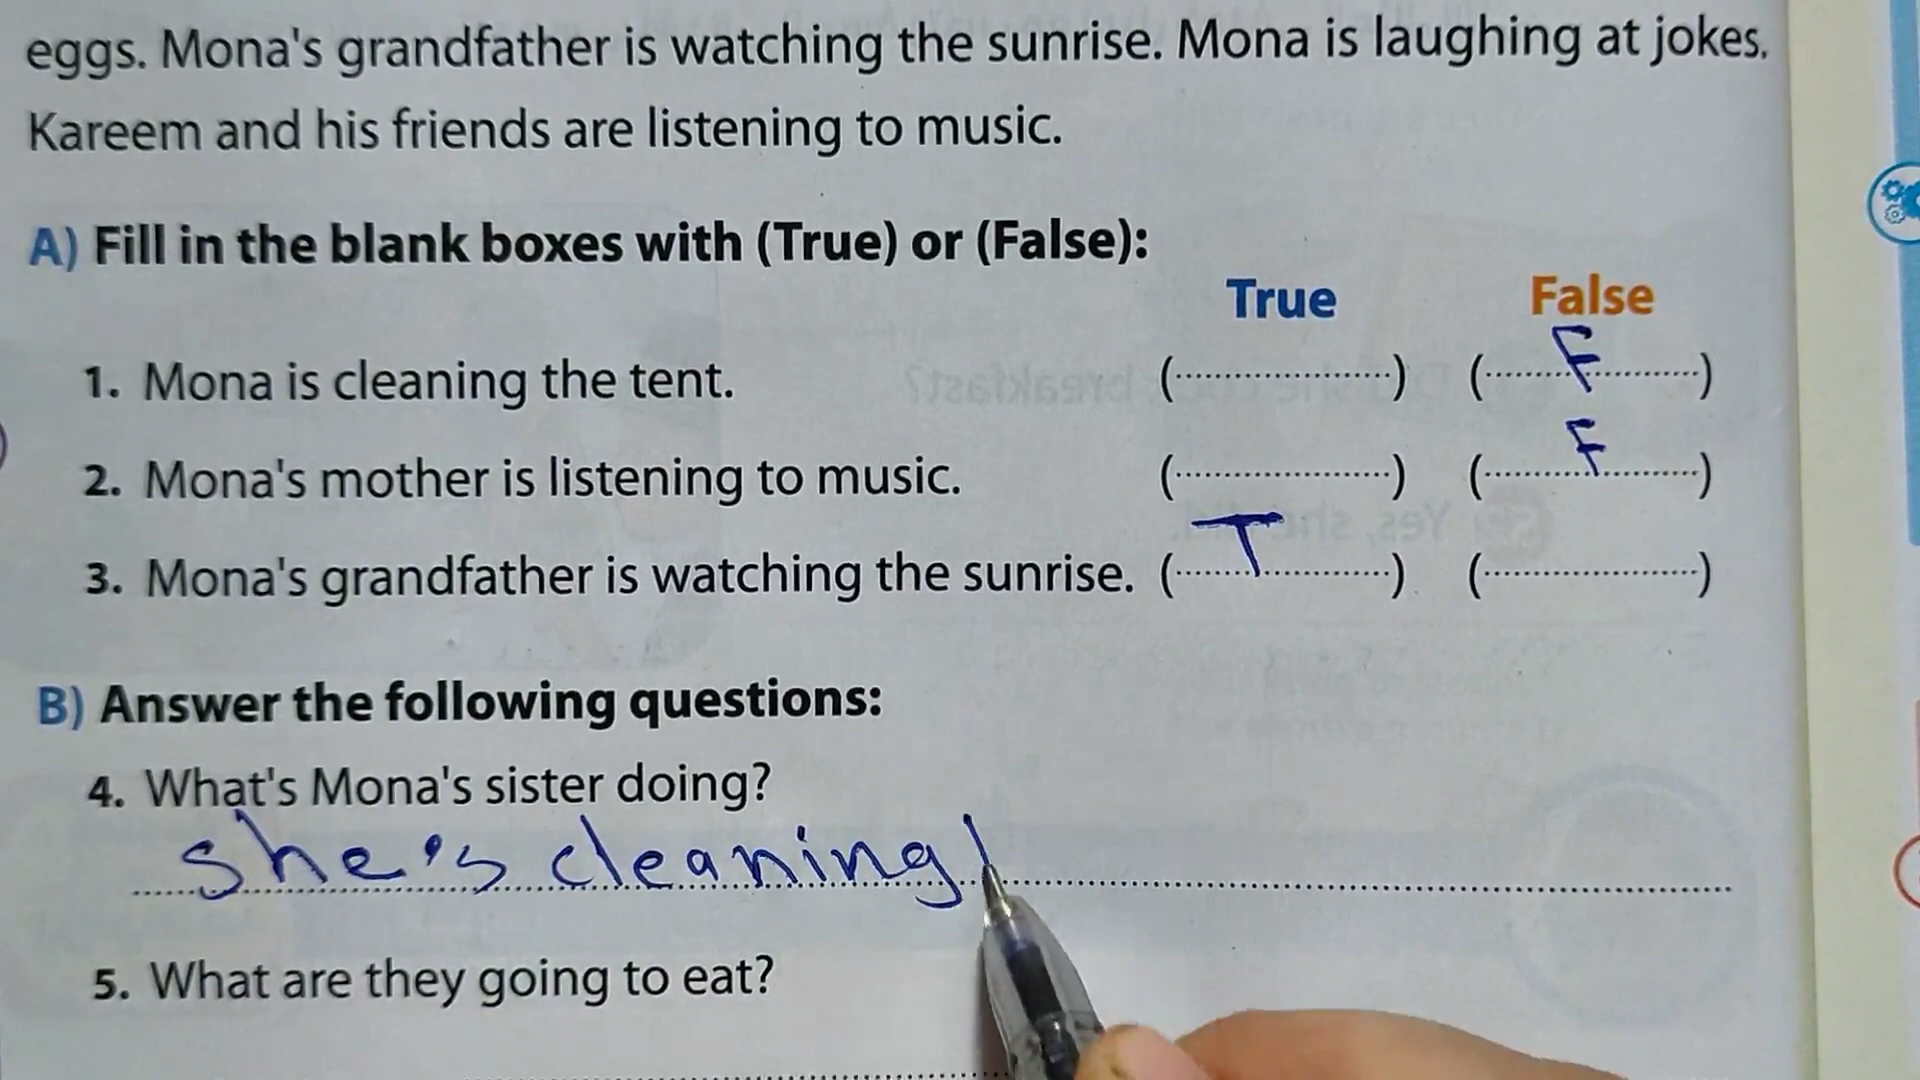 eggs. Mona's grandfather is watching the sunrise. Mona is laughing at jokes.
Kareem and his friends are listening to music.
A) Fill in the blank boxes with (True) or (False):
True False
1. Mona is cleaning the tent. (....................) (.........F.........)
2. Mona's mother is listening to music. (....................) (.........F.........)
3. Mona's grandfather is watching the sunrise. (.......T.......) (....................)
B) Answer the following questions:
4. What's Mona's sister doing?
she's cleaning
5. What are they going to eat?